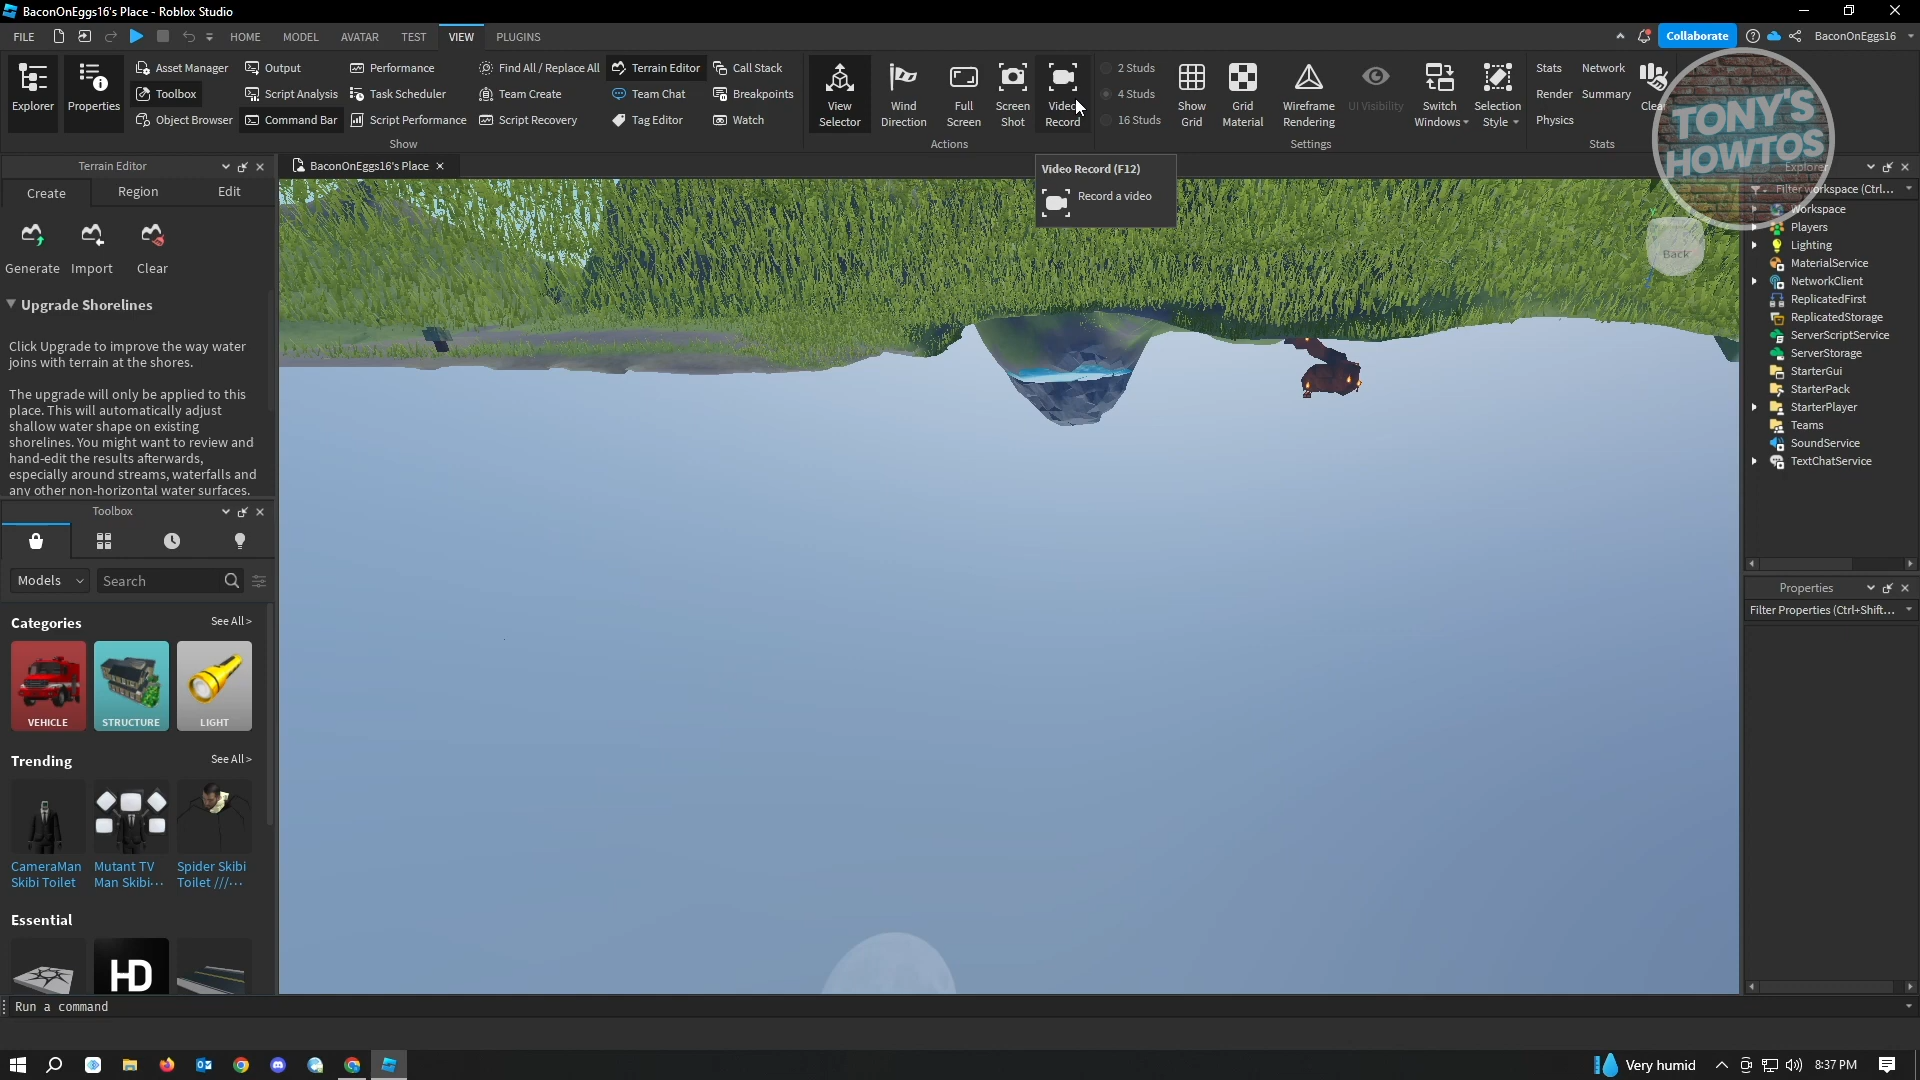 BaconOnEggs16's Place - Roblox Studio
FILE HOME MODEL AVATAR TEST VIEW PLUGINS Collaborate BaconOnEggs16
Explorer
Properties
Asset Manager
Toolbox
Object Browser
Output
Script Analysis
Command Bar
Performance
Task Scheduler
Script Performance
Find All / Replace All
Team Create
Script Recovery
Terrain Editor
Team Chat
Tag Editor
Call Stack
Breakpoints
Watch
Show
View
Selector
Wind
Direction
Full
Screen
Screen
Shot
Video
Record
Actions
2 Studs
4 Studs
16 Studs
Show
Grid
Grid
Material
Wireframe
Rendering
UI Visibility
Switch
Windows
Selection
Style
Settings
Stats
Render
Physics
Network
Summary
Clear
Stats
TONY'S
HOWTOS
Video Record (F12)
Record a video
Terrain Editor
Create Region Edit
Generate Import Clear
Upgrade Shorelines
Click Upgrade to improve the way water
joins with terrain at the shores.
The upgrade will only be applied to this
place. This will automatically adjust
shallow water shape on existing
shorelines. You might want to review and
hand-edit the results afterwards,
especially around streams, waterfalls and
any other non-horizontal water surfaces.
Toolbox
Models Search
Categories See All >
VEHICLE STRUCTURE LIGHT
Trending See All >
CameraMan
Skibi Toilet
Mutant TV
Man Skibi...
Spider Skibi
Toilet ///...
Essential
HD
BaconOnEggs16's Place
Back
Explorer
Filter workspace (Ctrl...
Workspace
Players
Lighting
MaterialService
NetworkClient
ReplicatedFirst
ReplicatedStorage
ServerScriptService
ServerStorage
StarterGui
StarterPack
StarterPlayer
Teams
SoundService
TextChatService
Properties
Filter Properties (Ctrl+Shift...
Run a command
Very humid 8:37 PM